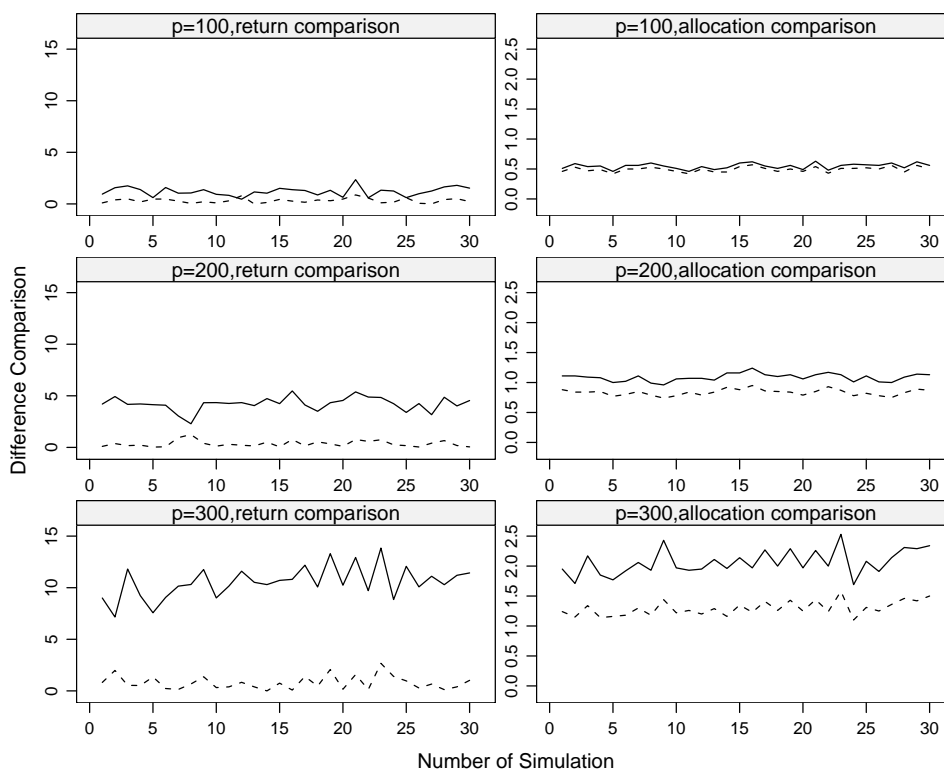 p=100,return comparison
15
10
5
0
0 5 10 15 20 25 30
p=100,allocation comparison
2.5
2.0
1.5
1.0
0.5
0.0
0 5 10 15 20 25 30
p=200,return comparison
15
10
5
0
0 5 10 15 20 25 30
p=200,allocation comparison
2.5
2.0
1.5
1.0
0.5
0.0
0 5 10 15 20 25 30
p=300,return comparison
15
10
5
0
0 5 10 15 20 25 30
p=300,allocation comparison
2.5
2.0
1.5
1.0
0.5
0.0
0 5 10 15 20 25 30
Difference Comparison
Number of Simulation